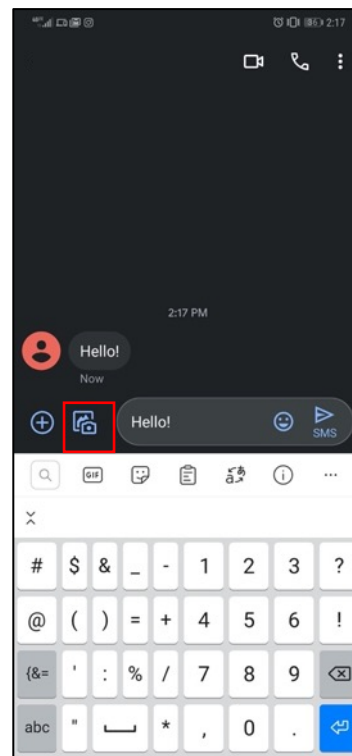 2:17
2:17 PM
Hello!
Now
Hello!
SMS
GIF
# $ & _ - 1 2 3 ?
@ ( ) = + 4 5 6 !
{&= ' : % / 7 8 9
abc " * , 0 .